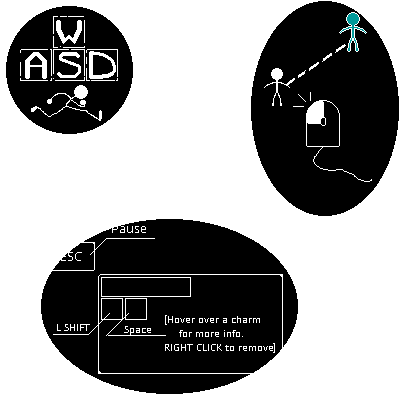 W
ASD
Pause
ESC
L SHIFT
Space
[Hover over a charm
for more info.
RIGHT CLICK to remove]